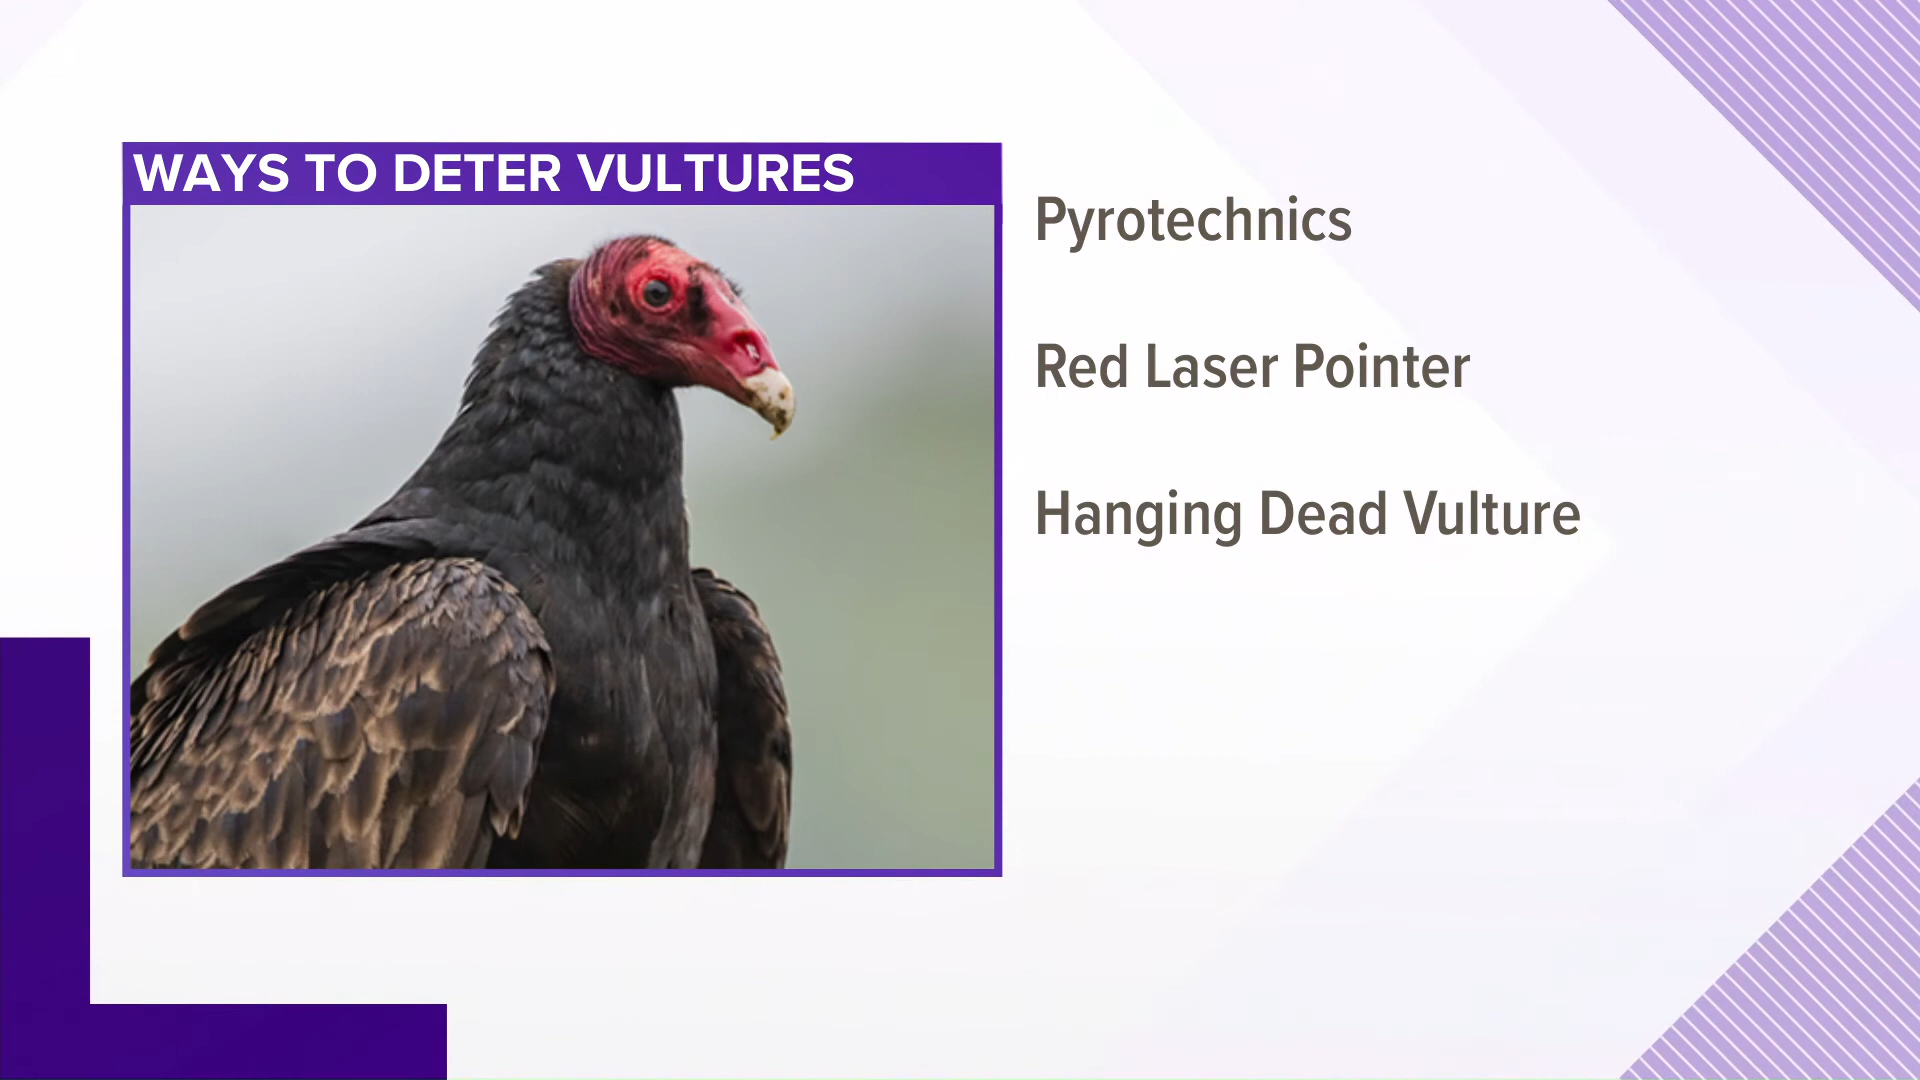 WAYS TO DETER VULTURES
Pyrotechnics
Red Laser Pointer
Hanging Dead Vulture